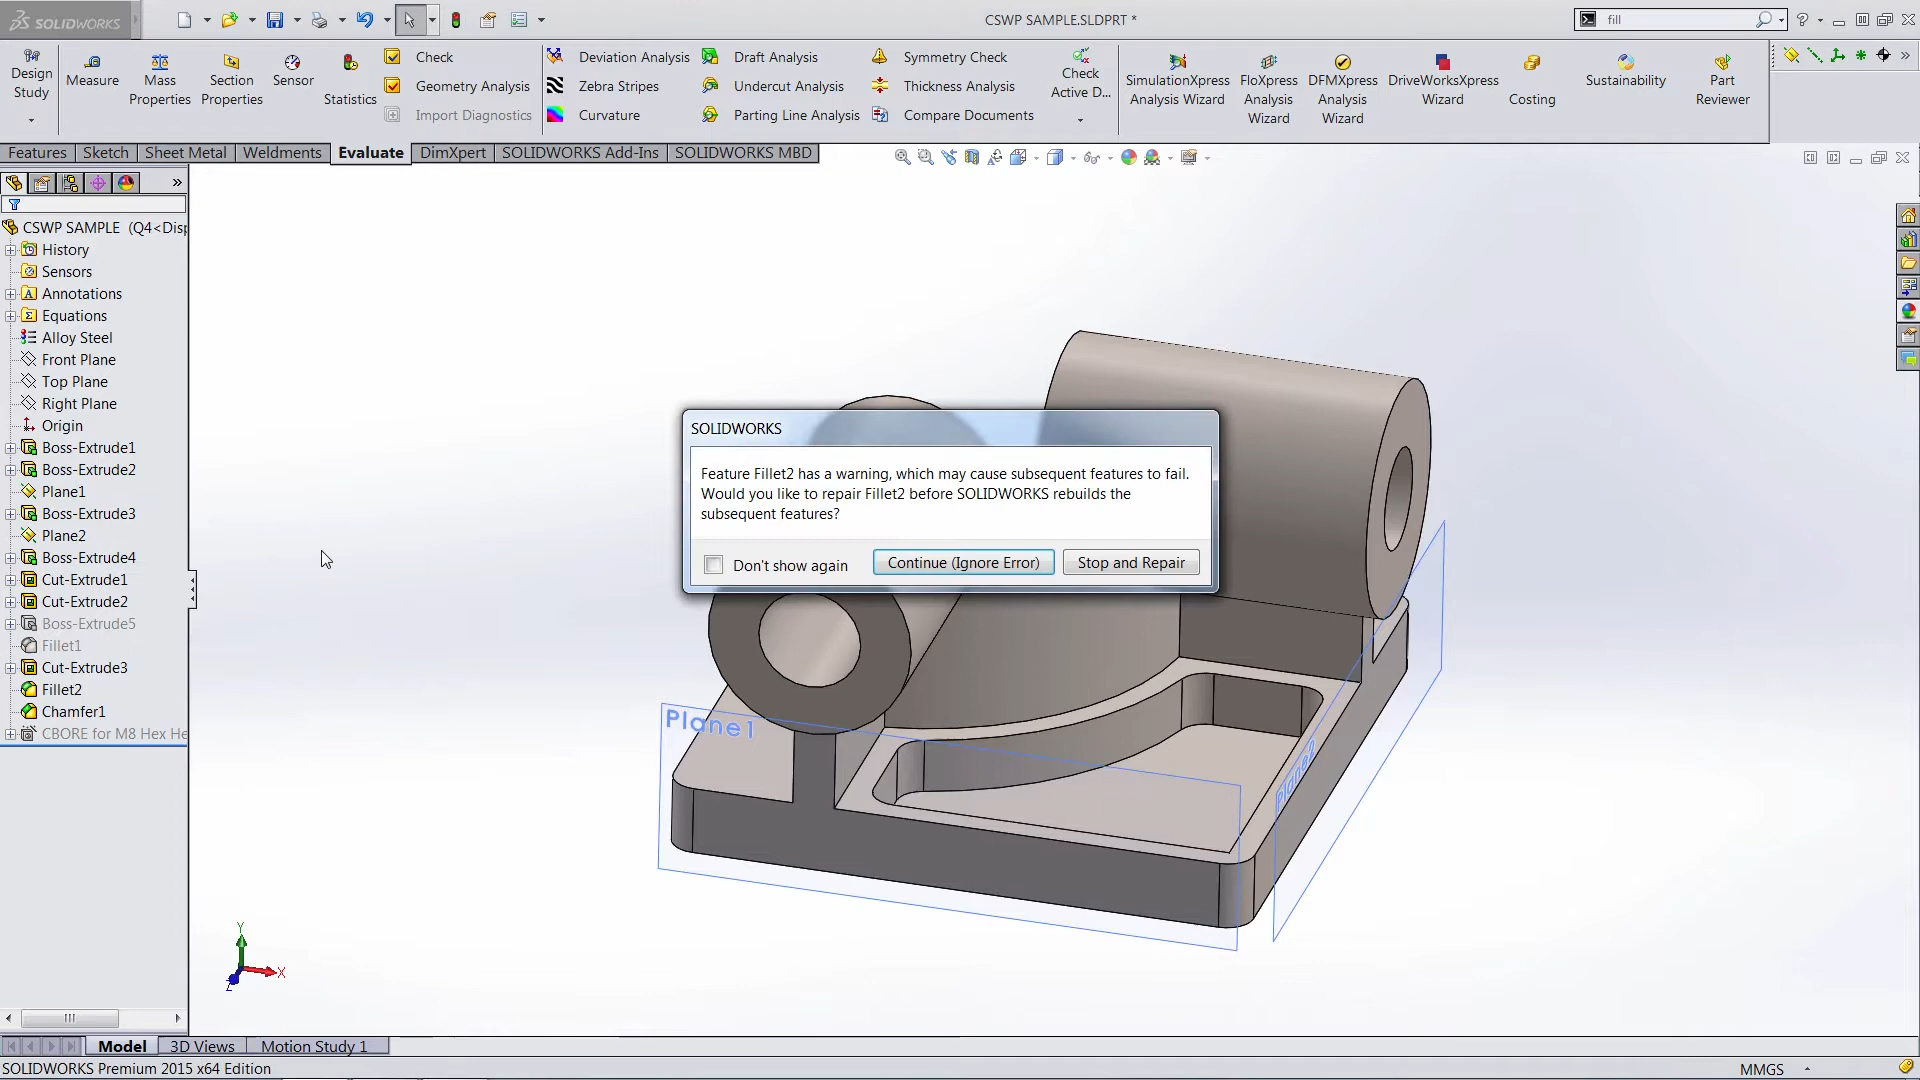 SOLIDWORKS
CSWP SAMPLE.SLDPRT *
fill
Design Study
Measure
Mass Properties
Section Properties
Sensor
Statistics
Check
Geometry Analysis
Import Diagnostics
Deviation Analysis
Zebra Stripes
Curvature
Draft Analysis
Undercut Analysis
Parting Line Analysis
Symmetry Check
Thickness Analysis
Compare Documents
Check
Active D...
SimulationXpress
Analysis Wizard
FloXpress
Analysis
Wizard
DFMXpress
Analysis
Wizard
DriveWorksXpress
Wizard
Costing
Sustainability
Part
Reviewer
Features
Sketch
Sheet Metal
Weldments
Evaluate
DimXpert
SOLIDWORKS Add-Ins
SOLIDWORKS MBD
CSWP SAMPLE (Q4<Disp
History
Sensors
Annotations
Equations
Alloy Steel
Front Plane
Top Plane
Right Plane
Origin
Boss-Extrude1
Boss-Extrude2
Plane1
Boss-Extrude3
Plane2
Boss-Extrude4
Cut-Extrude1
Cut-Extrude2
Boss-Extrude5
Fillet1
Cut-Extrude3
Fillet2
Chamfer1
CBORE for M8 Hex He
SOLIDWORKS
Feature Fillet2 has a warning, which may cause subsequent features to fail.
Would you like to repair Fillet2 before SOLIDWORKS rebuilds the
subsequent features?
Don't show again
Continue (Ignore Error)
Stop and Repair
Plane1
Plane2
Y
X
Z
Model
3D Views
Motion Study 1
SOLIDWORKS Premium 2015 x64 Edition
MMGS